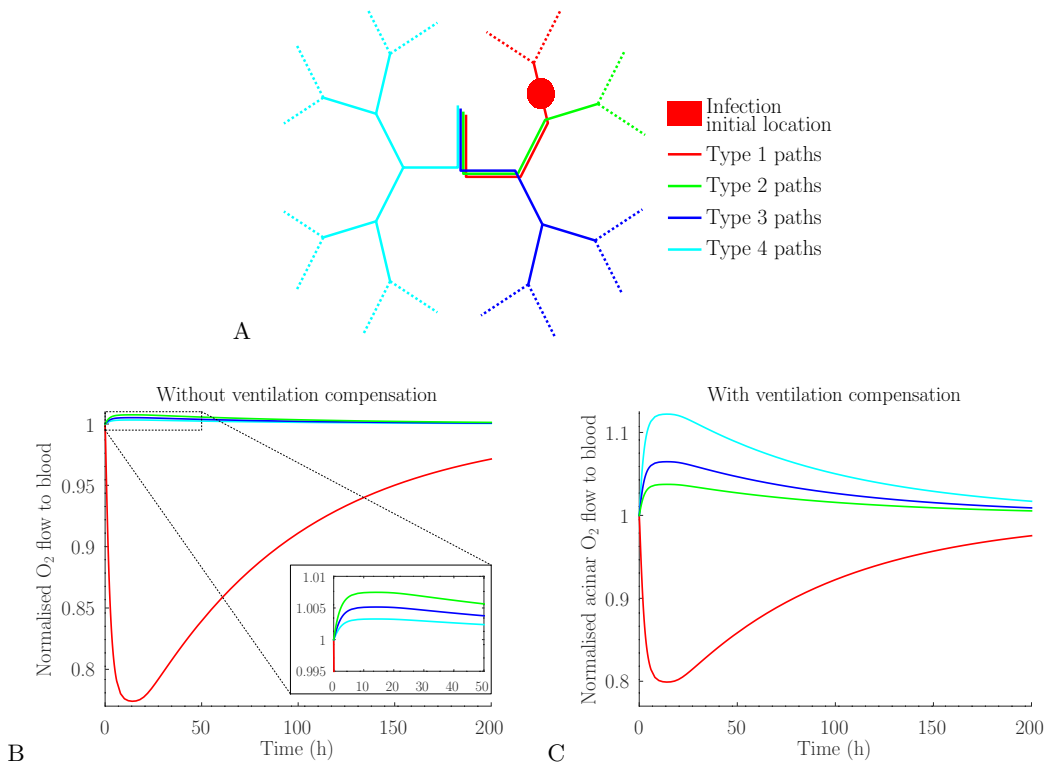 Infection
initial location
Type 1 paths
Type 2 paths
Type 3 paths
Type 4 paths
A
Without ventilation compensation
Normalised O₂ flow to blood
1
0.95
0.9
0.85
0.8
0
50
100
150
200
Time (h)
1.01
1.005
1
0.995
0
10
20
30
40
50
B
With ventilation compensation
Normalised acinar O₂ flow to blood
1.1
1
0.9
0.8
0
50
100
150
200
Time (h)
C